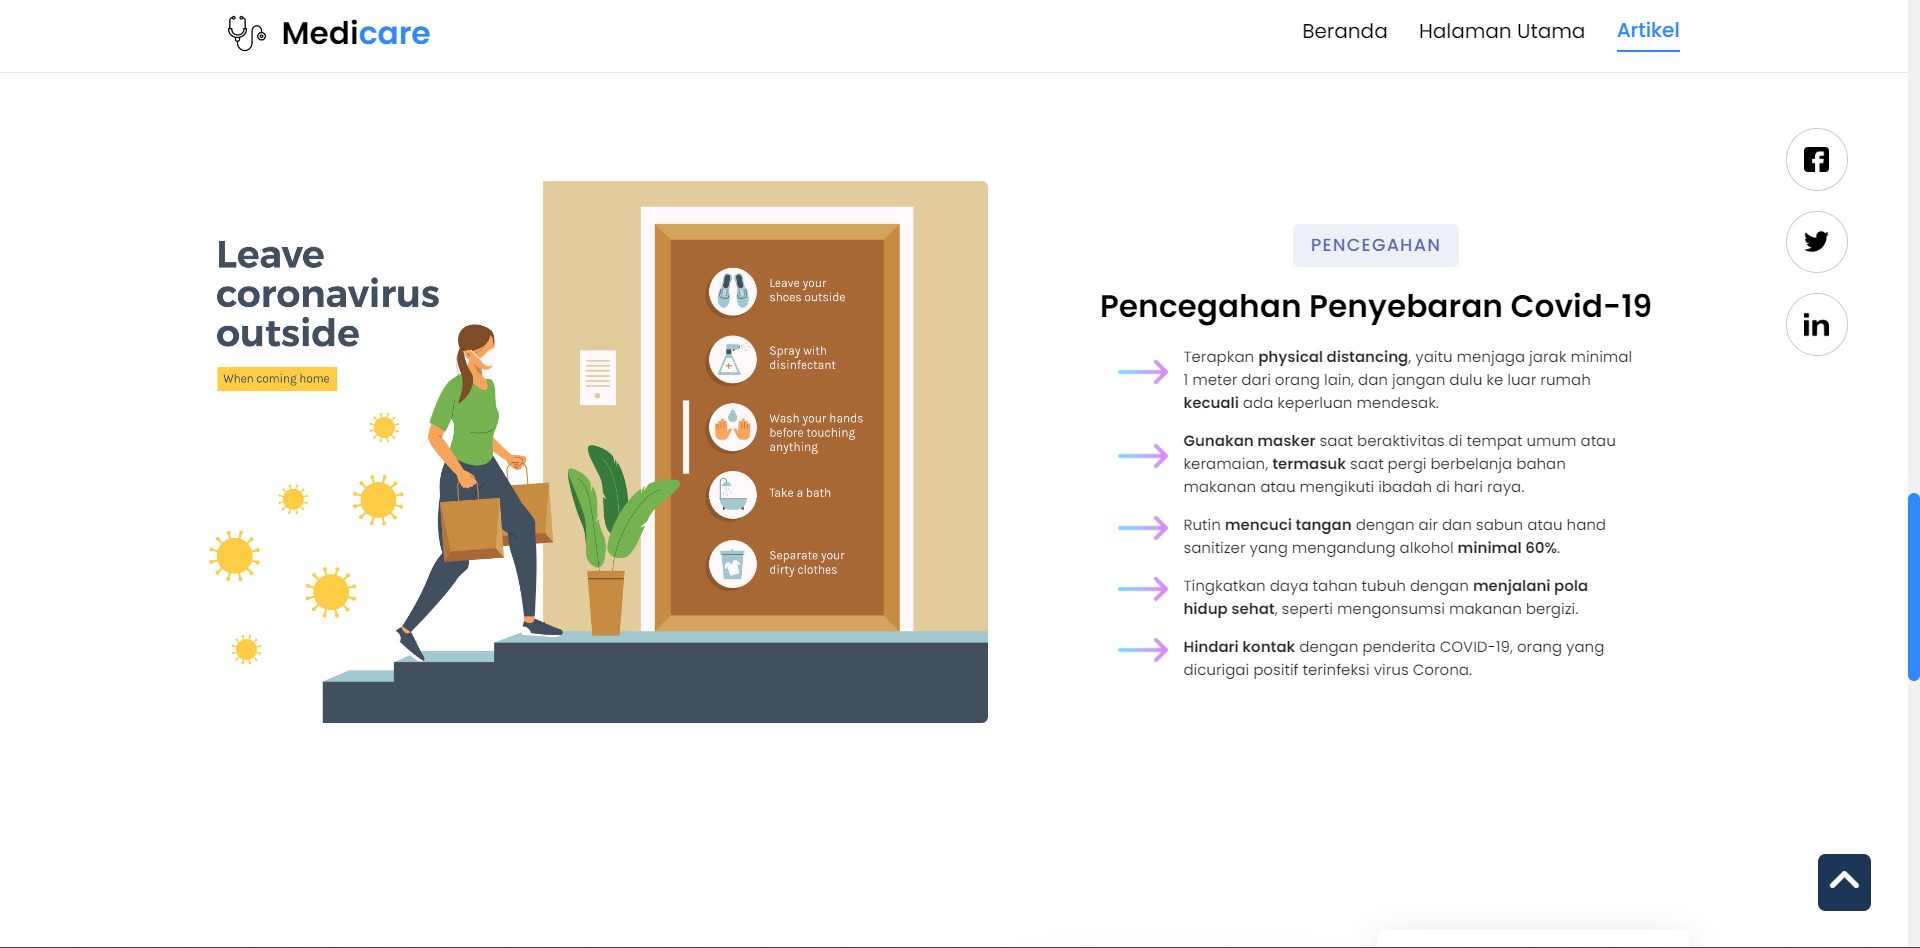 Medicare
Beranda Halaman Utama Artikel
Leave
coronavirus
outside
When coming home
Leave your
shoes outside
Spray with
disinfectant
Wash your hands
before touching
anything
Take a bath
Separate your
dirty clothes
PENCEGAHAN
Pencegahan Penyebaran Covid-19
Terapkan physical distancing, yaitu menjaga jarak minimal
1 meter dari orang lain, dan jangan dulu ke luar rumah
kecuali ada keperluan mendesak.
Gunakan masker saat beraktivitas di tempat umum atau
keramaian, termasuk saat pergi berbelanja bahan
makanan atau mengikuti ibadah di hari raya.
Rutin mencuci tangan dengan air dan sabun atau hand
sanitizer yang mengandung alkohol minimal 60%.
Tingkatkan daya tahan tubuh dengan menjalani pola
hidup sehat, seperti mengonsumsi makanan bergizi.
Hindari kontak dengan penderita COVID-19, orang yang
dicurigai positif terinfeksi virus Corona.